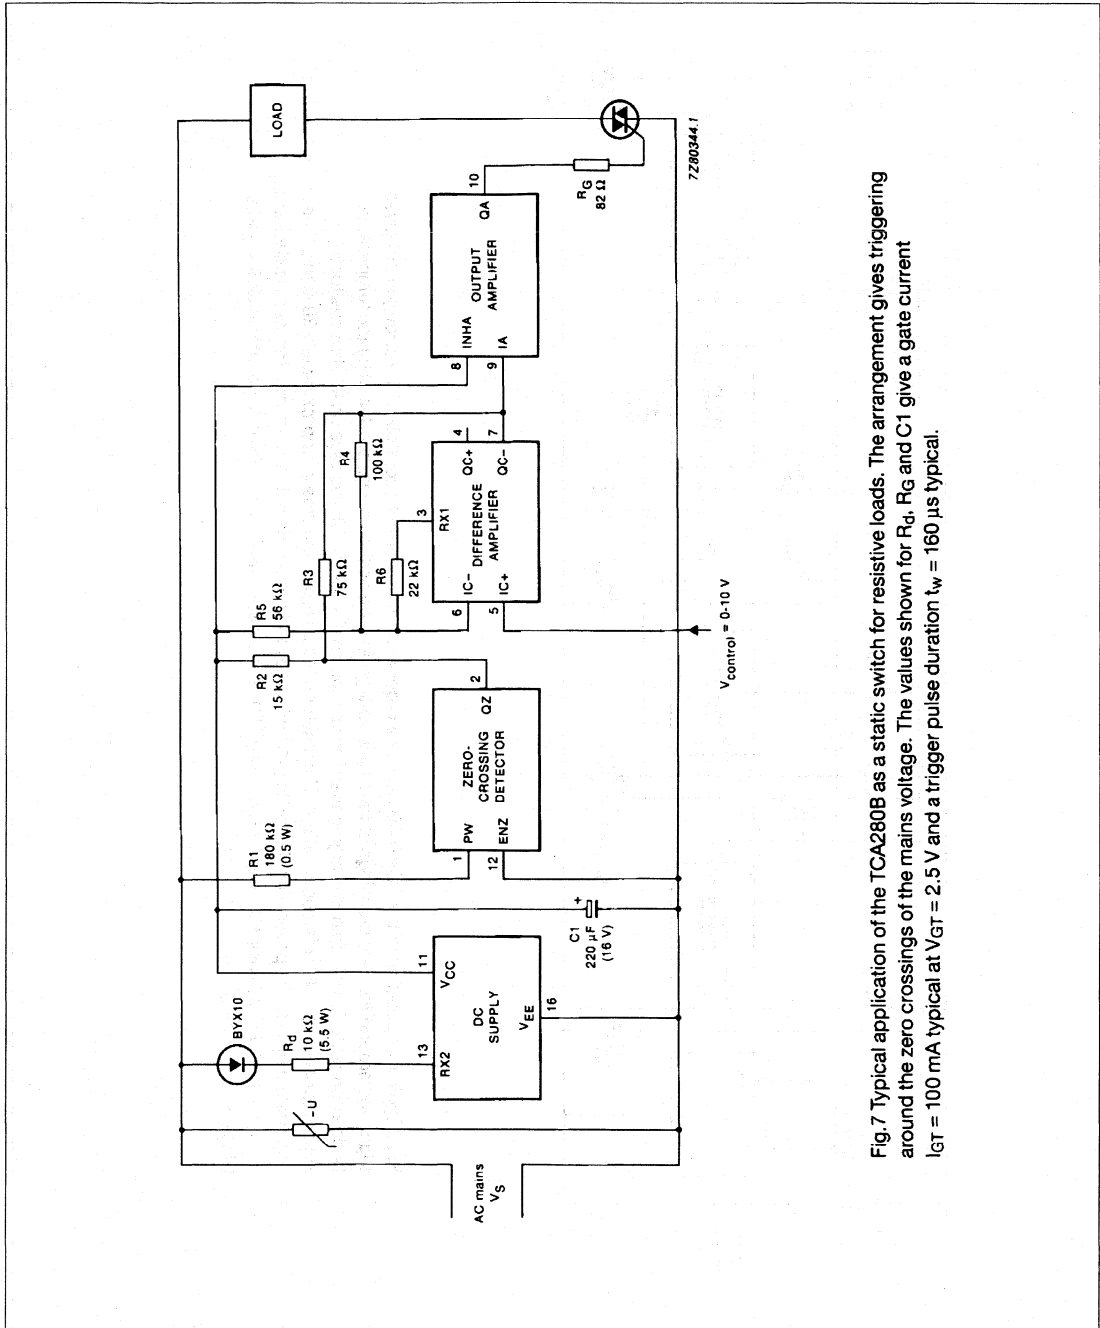 LOAD
BYX10
Rd
10 kΩ
(5.5 W)
-U
AC mains
VS
13
RX2
11
VCC
DC
SUPPLY
VEE
16
C1
220 µF
(16 V)
+
R1
180 kΩ
(0.5 W)
1
PW
12
ENZ
ZERO-
CROSSING
DETECTOR
QZ
2
R2
15 kΩ
R5
56 kΩ
R3
75 kΩ
R4
100 kΩ
R6
22 kΩ
6
IC−
5
IC+
3
RX1
DIFFERENCE
AMPLIFIER
QC+
4
QC−
7
Vcontrol = 0-10 V
8
INHA
9
IA
OUTPUT
AMPLIFIER
QA
10
RG
82 Ω
7Z80344.1
Fig.7 Typical application of the TCA280B as a static switch for resistive loads. The arrangement gives triggering
around the zero crossings of the mains voltage. The values shown for Rd, RG and C1 give a gate current
IGT = 100 mA typical at VGT = 2.5 V and a trigger pulse duration tw = 160 µs typical.